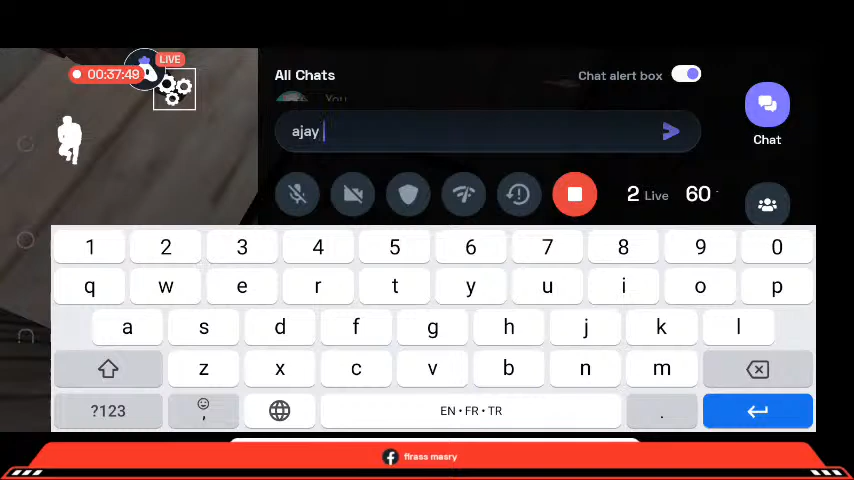 LIVE
00:37:49
All Chats
Chat alert box
You
ajay
Chat
2 Live 60
1 2 3 4 5 6 7 8 9 0
q w e r t y u i o p
a s d f g h j k l
z x c v b n m
?123 , EN • FR • TR .
firass masry